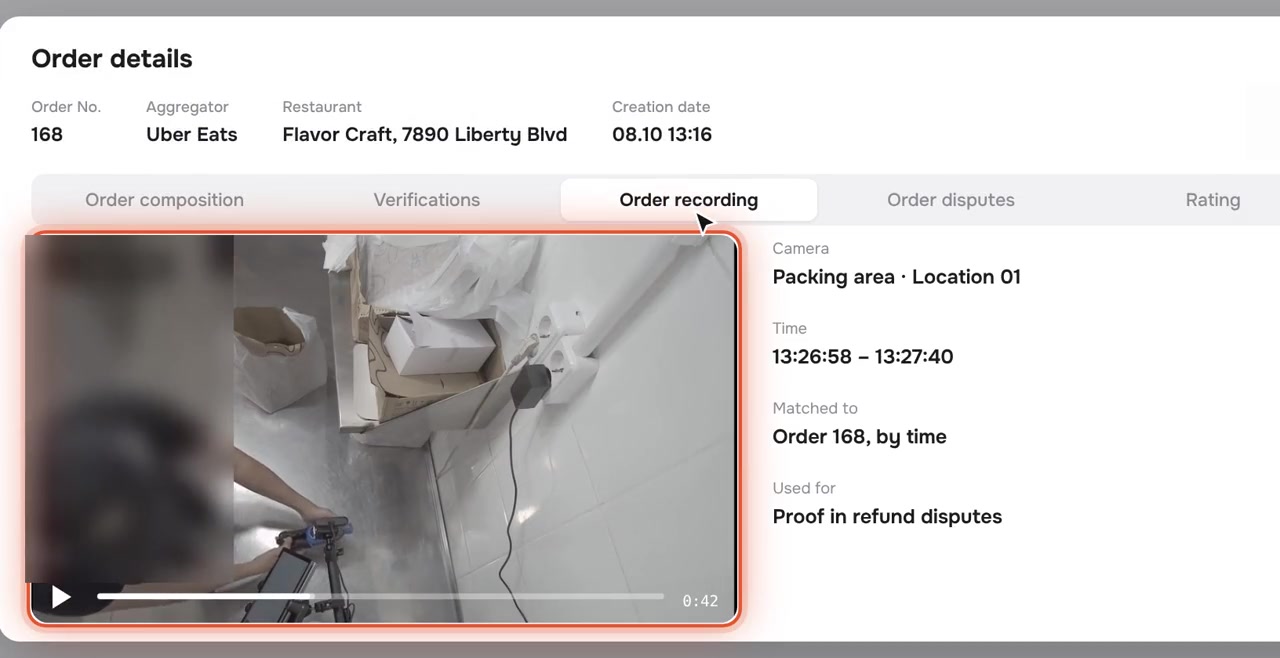 Order details
Order No. Aggregator Restaurant Creation date
168 Uber Eats Flavor Craft, 7890 Liberty Blvd 08.10 13:16
Order composition Verifications Order recording Order disputes Rating
Camera
Packing area · Location 01
Time
13:26:58 – 13:27:40
Matched to
Order 168, by time
Used for
Proof in refund disputes
0:42